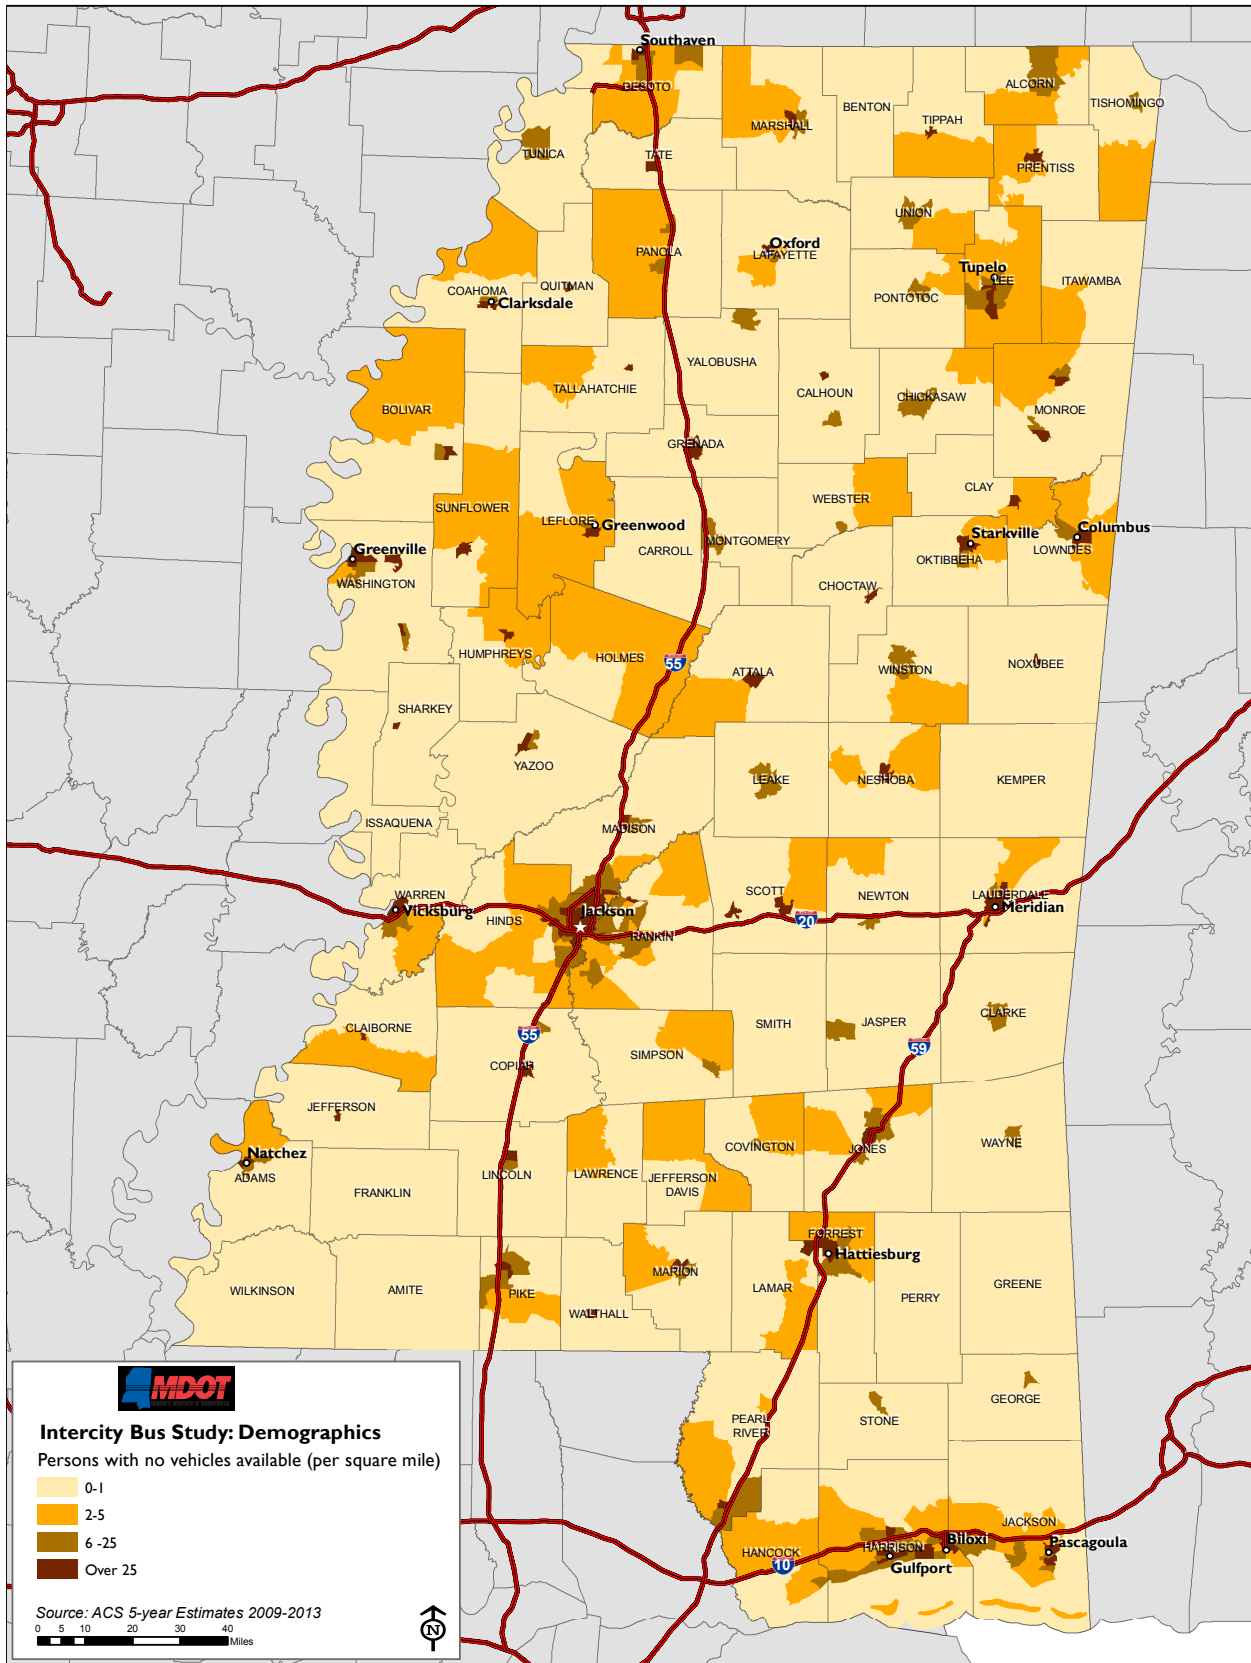 Southaven
DESOTO
ALCORN
TISHOMINGO
BENTON
TIPPAH
MARSHALL
TUNICA
TATE
PRENTISS
UNION
Oxford
LAFAYETTE
PANOLA
Tupelo
LEE
ITAWAMBA
COAHOMA
QUITMAN
Clarksdale
PONTOTOC
YALOBUSHA
TALLAHATCHIE
CALHOUN
CHICKASAW
BOLIVAR
MONROE
GRENADA
SUNFLOWER
WEBSTER
CLAY
LEFLORE
Greenwood
CARROLL
MONTGOMERY
Starkville
OKTIBBEHA
Columbus
LOWNDES
Greenville
WASHINGTON
CHOCTAW
HUMPHREYS
HOLMES
55
ATTALA
WINSTON
NOXUBEE
SHARKEY
YAZOO
LEAKE
NESHOBA
KEMPER
ISSAQUENA
MADISON
WARREN
Vicksburg
HINDS
Jackson
RANKIN
SCOTT
20
NEWTON
LAUDERDALE
Meridian
CLAIBORNE
55
SIMPSON
SMITH
JASPER
CLARKE
59
COPIAH
JEFFERSON
Natchez
ADAMS
FRANKLIN
LINCOLN
LAWRENCE
JEFFERSON
DAVIS
COVINGTON
JONES
WAYNE
FORREST
Hattiesburg
WILKINSON
AMITE
PIKE
WALTHALL
MARION
LAMAR
PERRY
GREENE
PEARL
RIVER
STONE
GEORGE
HANCOCK
10
HARRISON
Gulfport
Biloxi
JACKSON
Pascagoula
MDOT
Intercity Bus Study: Demographics
Persons with no vehicles available (per square mile)
0-1
2-5
6 -25
Over 25
Source: ACS 5-year Estimates 2009-2013
0 5 10 20 30 40
Miles
N